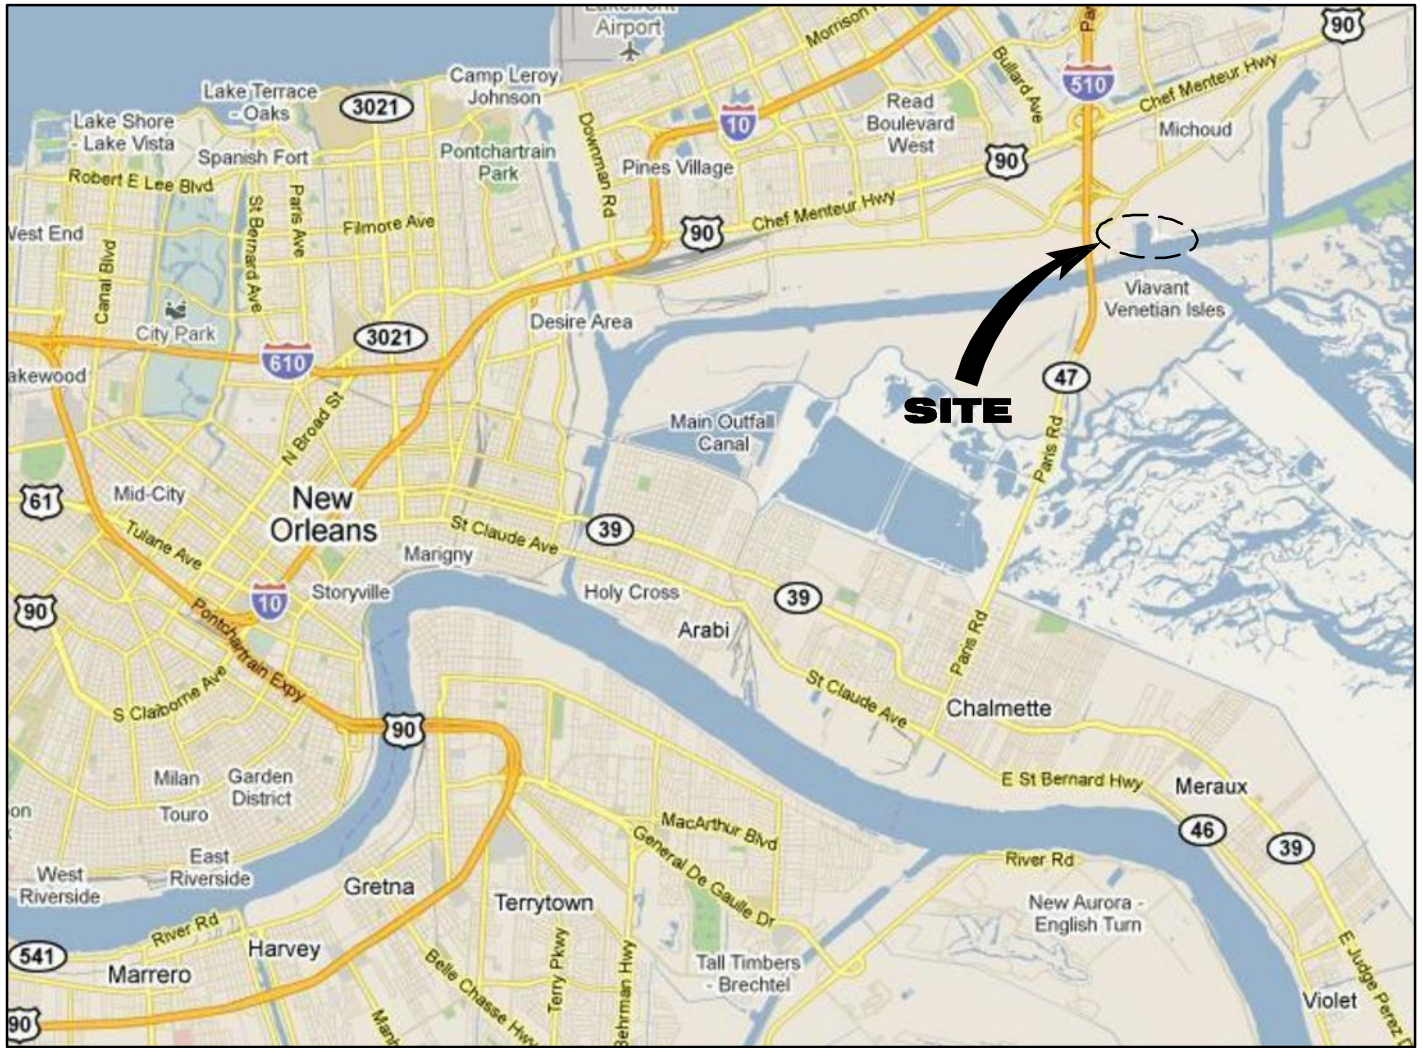 Lakefront
Airport
Morrison
90
Par
Camp Leroy
Johnson
Lake Terrace
- Oaks
3021
510
Bullard Ave
Chef Menteur Hwy
Lake Shore
- Lake Vista
Downman Rd
10
Read
Boulevard
West
Michoud
Spanish Fort
Pontchartrain
Park
Pines Village
90
Robert E Lee Blvd
St Bernard Ave
Paris Ave
Filmore Ave
Chef Menteur Hwy
90
West End
Canal Blvd
City Park
Desire Area
Viavant
Venetian Isles
3021
610
akewood
47
SITE
Main Outfall
Canal
N Broad St
Paris Rd
61
Mid-City
New
Orleans
Tulane Ave
St Claude Ave
39
Marigny
10
Storyville
Holy Cross
39
90
Pontchartrain Expy
Arabi
Paris Rd
S Claiborne Ave
St Claude Ave
Chalmette
90
Milan
Garden
District
Touro
E St Bernard Hwy
Meraux
on
MacArthur Blvd
46
39
General De Gaulle Dr
West
Riverside
East
Riverside
Gretna
River Rd
Terrytown
New Aurora -
English Turn
River Rd
541
Harvey
Marrero
Belle Chasse Hwy
Terry Pkwy
Behrman Hwy
Tall Timbers
- Brechtel
E Judge Perez D
Violet
90
Manh